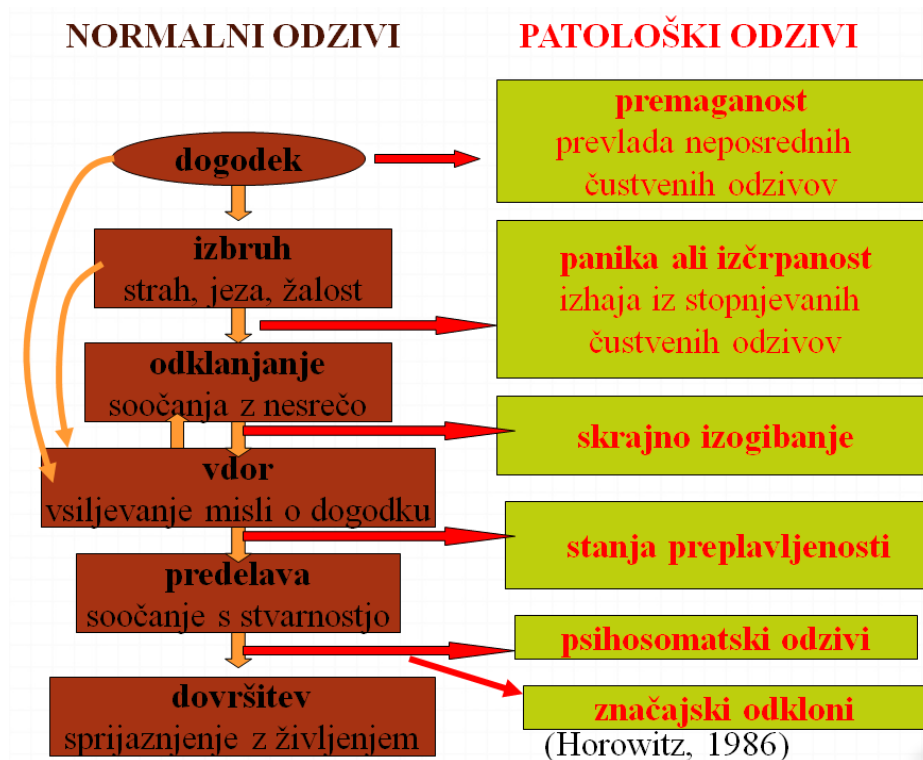 NORMALNI ODZIVI
PATOLOŠKI ODZIVI
dogodek
premaganost
prevlada neposrednih
čustvenih odzivov
izbruh
strah, jeza, žalost
panika ali izčrpanost
izhaja iz stopnjevanih
čustvenih odzivov
odklanjanje
soočanja z nesrečo
skrajno izogibanje
vdor
vsiljevanje misli o dogodku
stanja preplavljenosti
predelava
soočanje s stvarnostjo
psihosomatski odzivi
dovršitev
sprijaznjenje z življenjem
značajski odkloni
(Horowitz, 1986)